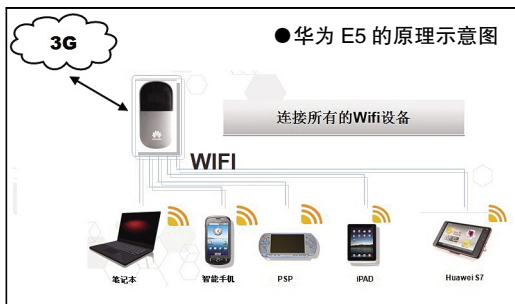 3G
●华为 E5 的原理示意图
连接所有的Wifi设备
WIFI
笔记本
智能手机
PSP
iPAD
Huawei S7